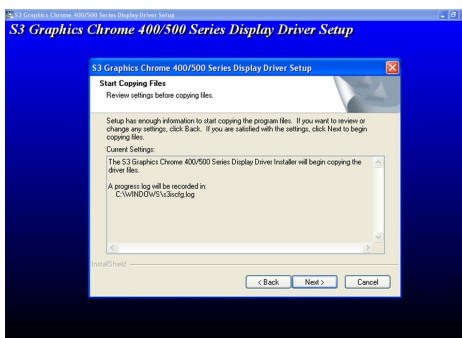 S3 Graphics Chrome 400/500 Series Display Driver Setup
S3 Graphics Chrome 400/500 Series Display Driver Setup
S3 Graphics Chrome 400/500 Series Display Driver Setup
Start Copying Files
Review settings before copying files.
Setup has enough information to start copying the program files. If you want to review or
change any settings, click Back. If you are satisfied with the settings, click Next to begin
copying files.
Current Settings:
The S3 Graphics Chrome 400/500 Series Display Driver Installer will begin copying the
driver files.
A progress log will be recorded in:
C:\WINDOWS\s3iscfg.log
InstallShield
< Back
Next >
Cancel